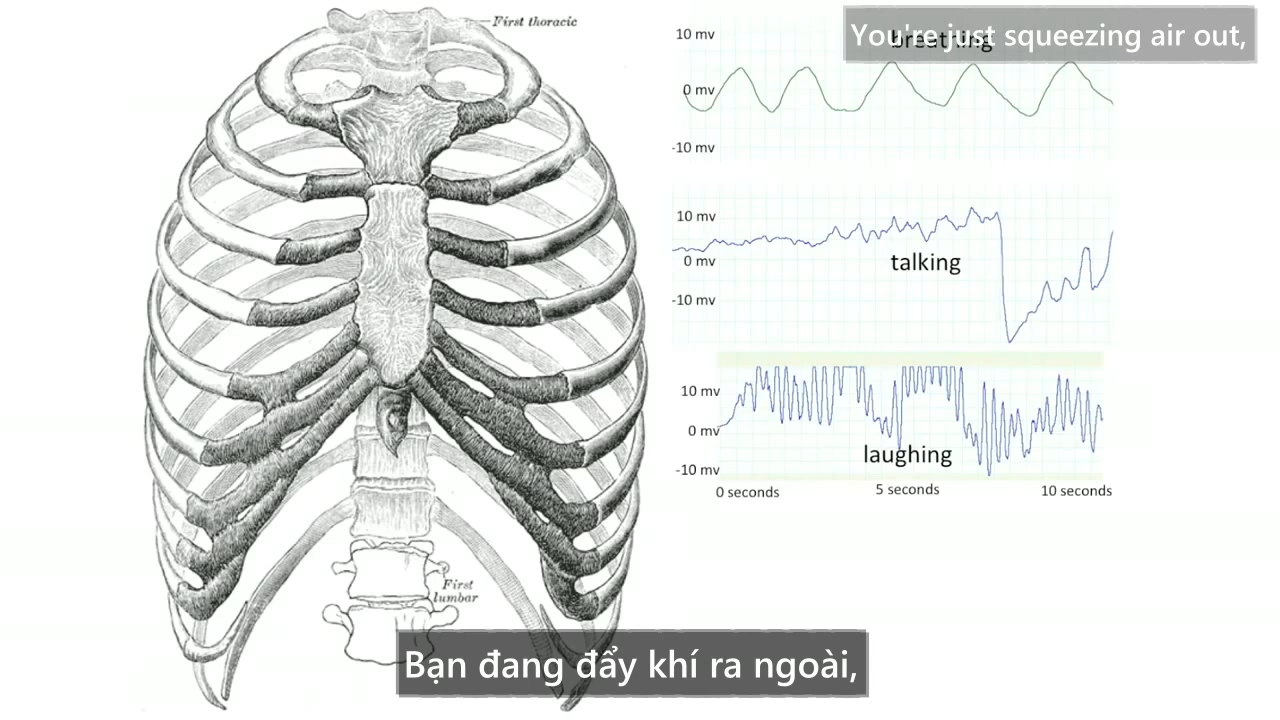 First thoracic
You're just squeezing air out,
breathing
10 mv
0 mv
-10 mv
10 mv
0 mv
talking
-10 mv
10 mv
0 mv
laughing
-10 mv
0 seconds
5 seconds
10 seconds
First
lumbar
Bạn đang đẩy khí ra ngoài,